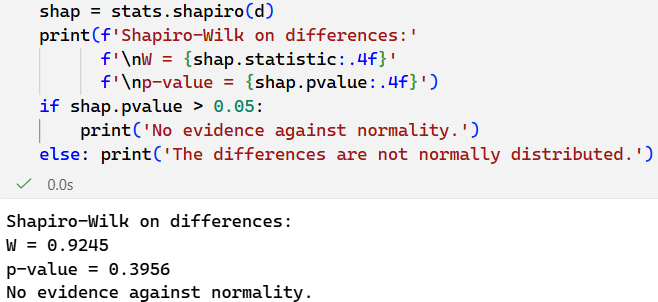 shap = stats.shapiro(d)
print(f'Shapiro-Wilk on differences:'
      f'\nW = {shap.statistic:.4f}'
      f'\np-value = {shap.pvalue:.4f}')
if shap.pvalue > 0.05:
    print('No evidence against normality.')
else: print('The differences are not normally distributed.')
✓ 0.0s
Shapiro-Wilk on differences:
W = 0.9245
p-value = 0.3956
No evidence against normality.